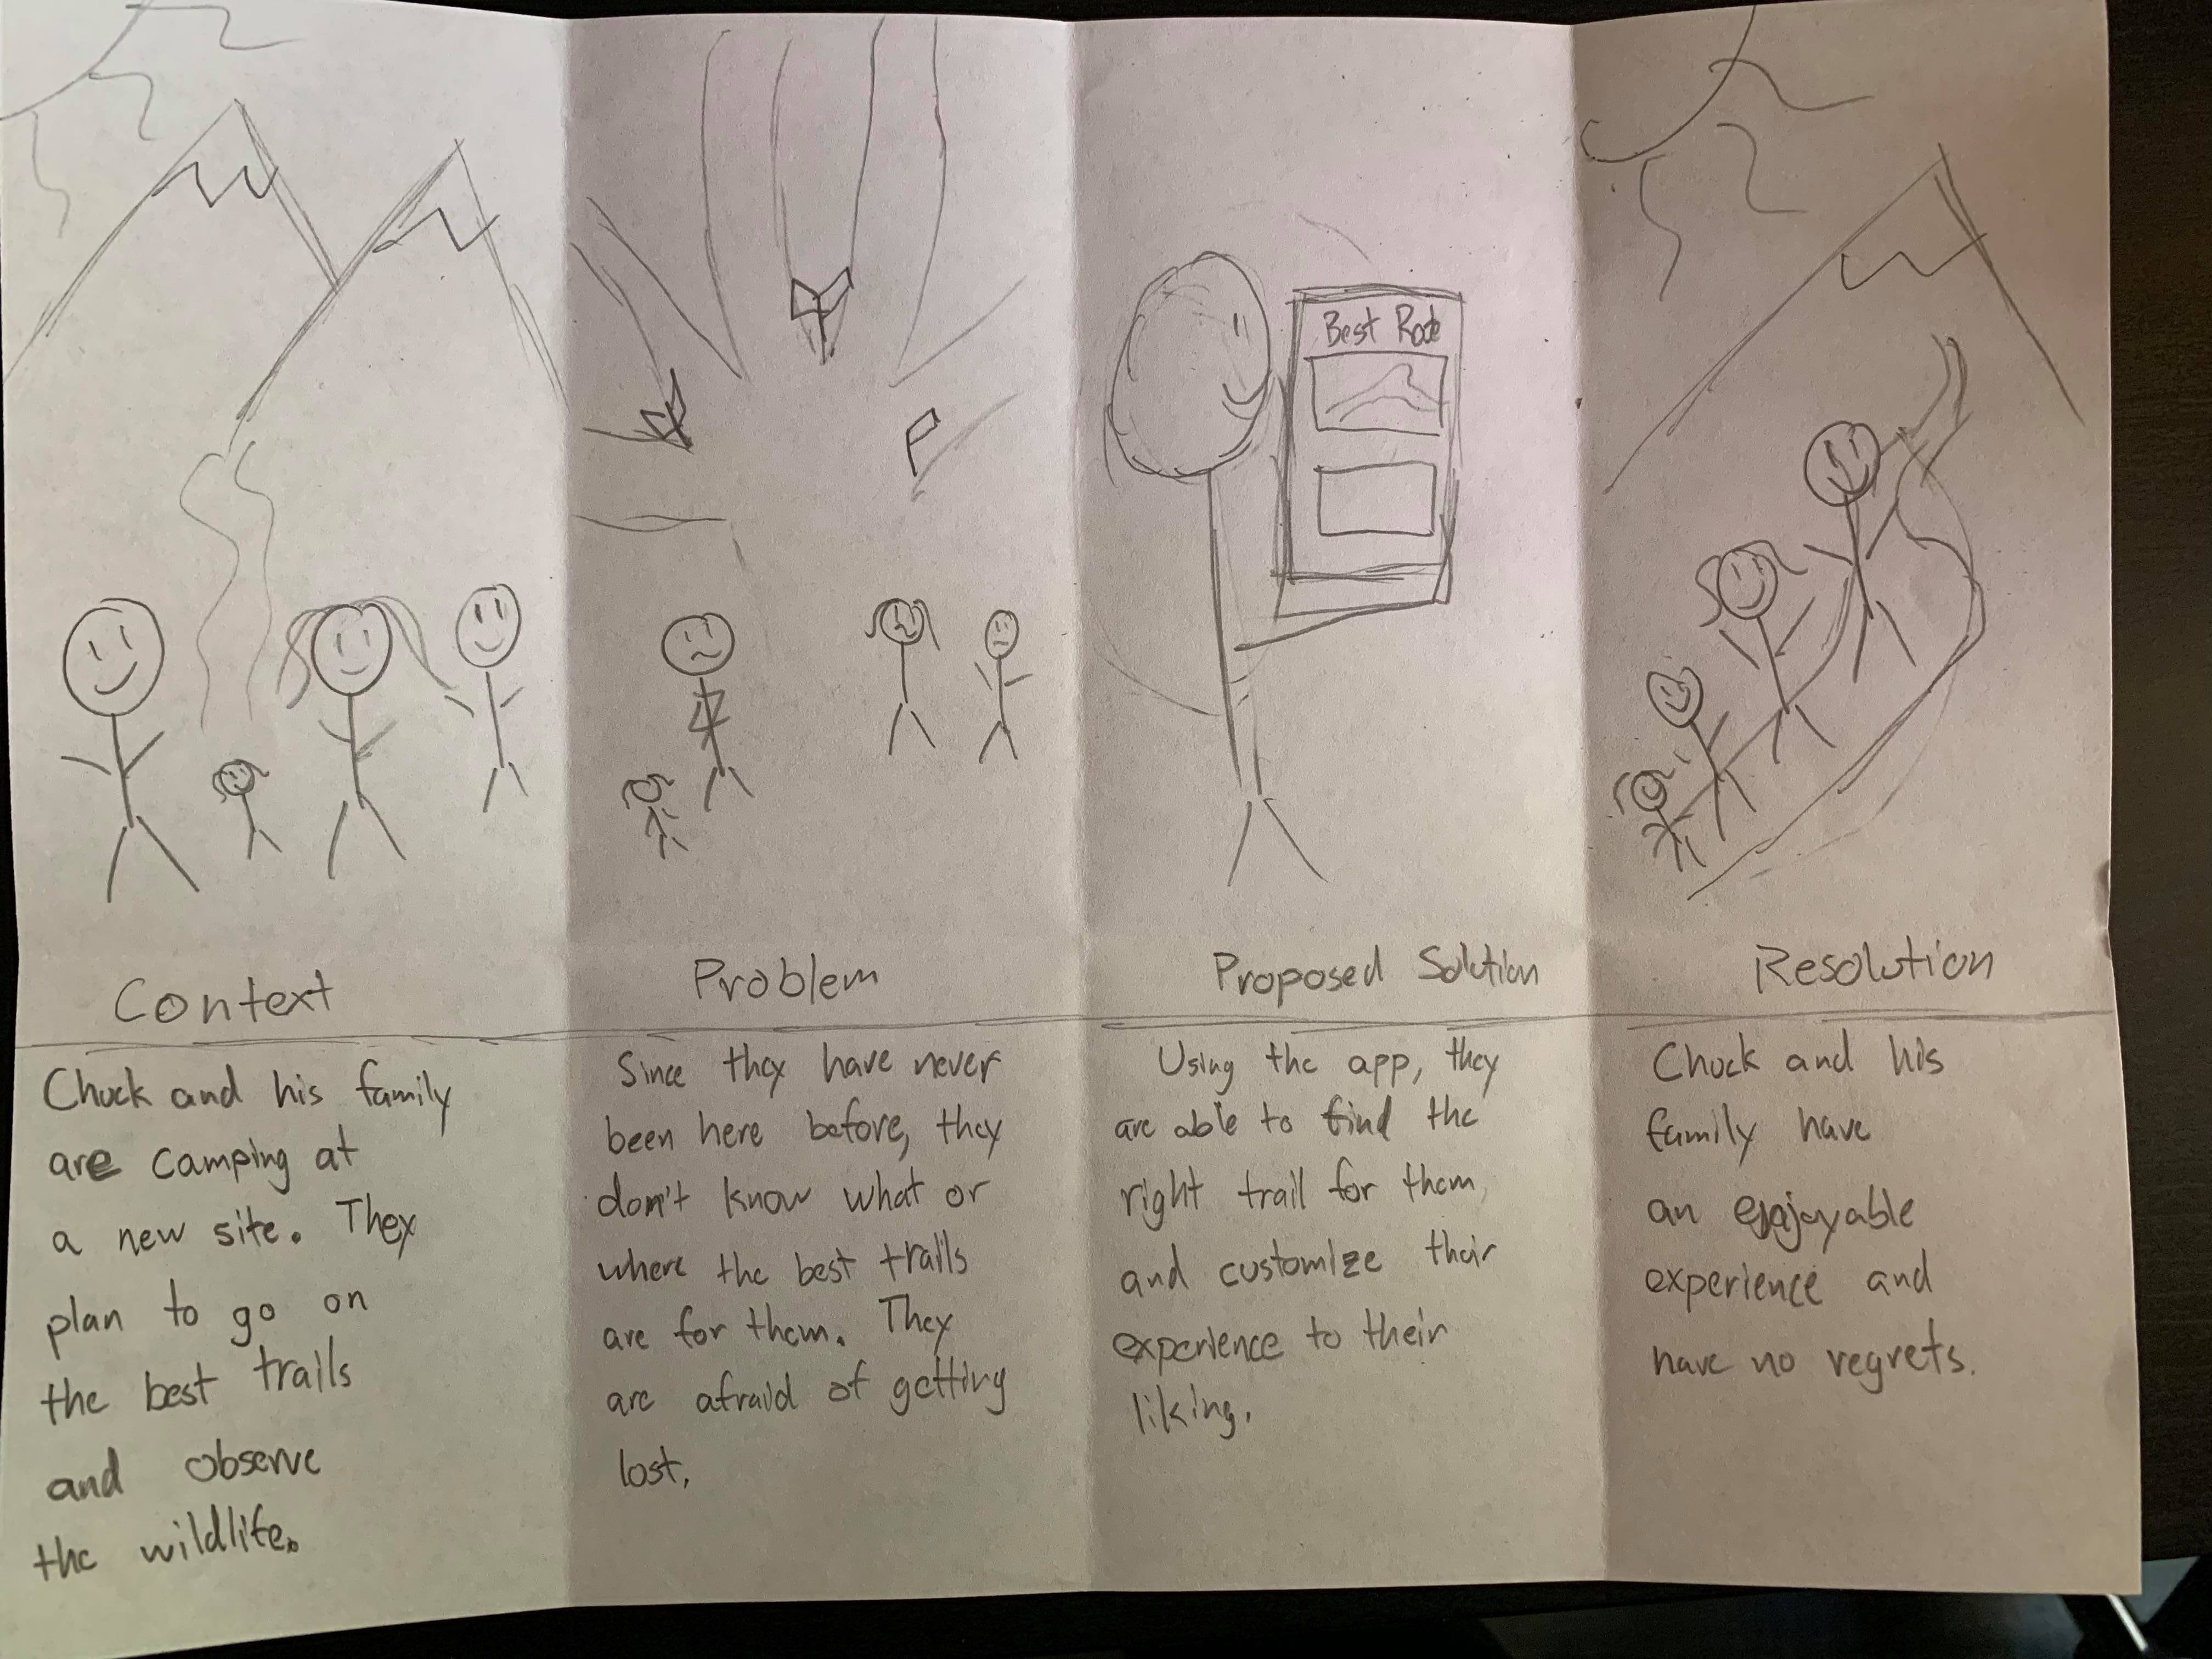 Best Rote
Context
Chuck and his family
are camping at
a new site. They
plan to go on
the best trails
and observe
the wildlife.
Problem
Since they have never
been here before, they
don't know what or
where the best trails
are for them. They
are afraid of getting
lost.
Proposed Solution
Using the app, they
are able to find the
right trail for them,
and customize their
experience to their
liking.
Resolution
Chuck and his
family have
an enjoyable
experience and
have no regrets.